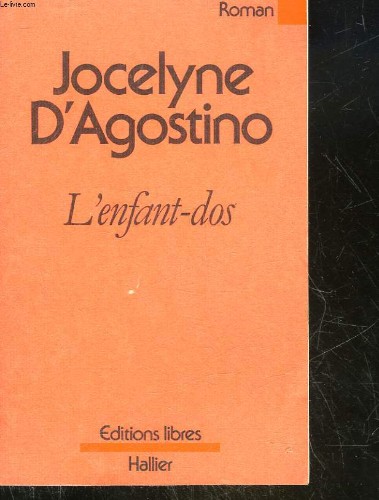 Le-livre.com
Roman
Jocelyne
D'Agostino
L'enfant-dos
Editions libres
Hallier